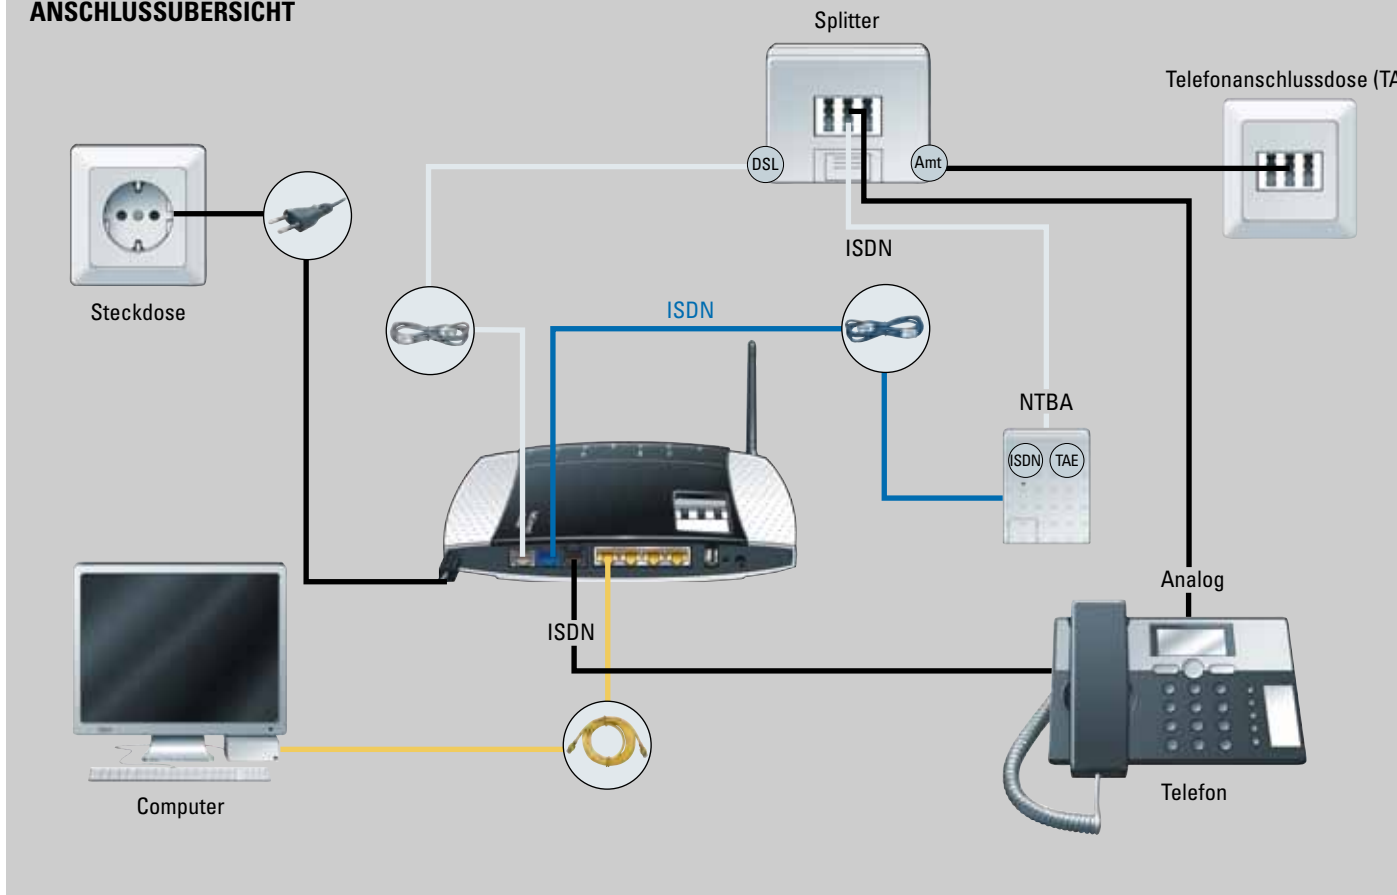 ANSCHLUSSÜBERSICHT
Splitter
Telefonanschlussdose (TA
DSL
Amt
ISDN
Steckdose
ISDN
NTBA
ISDN
TAE
Analog
ISDN
Computer
Telefon